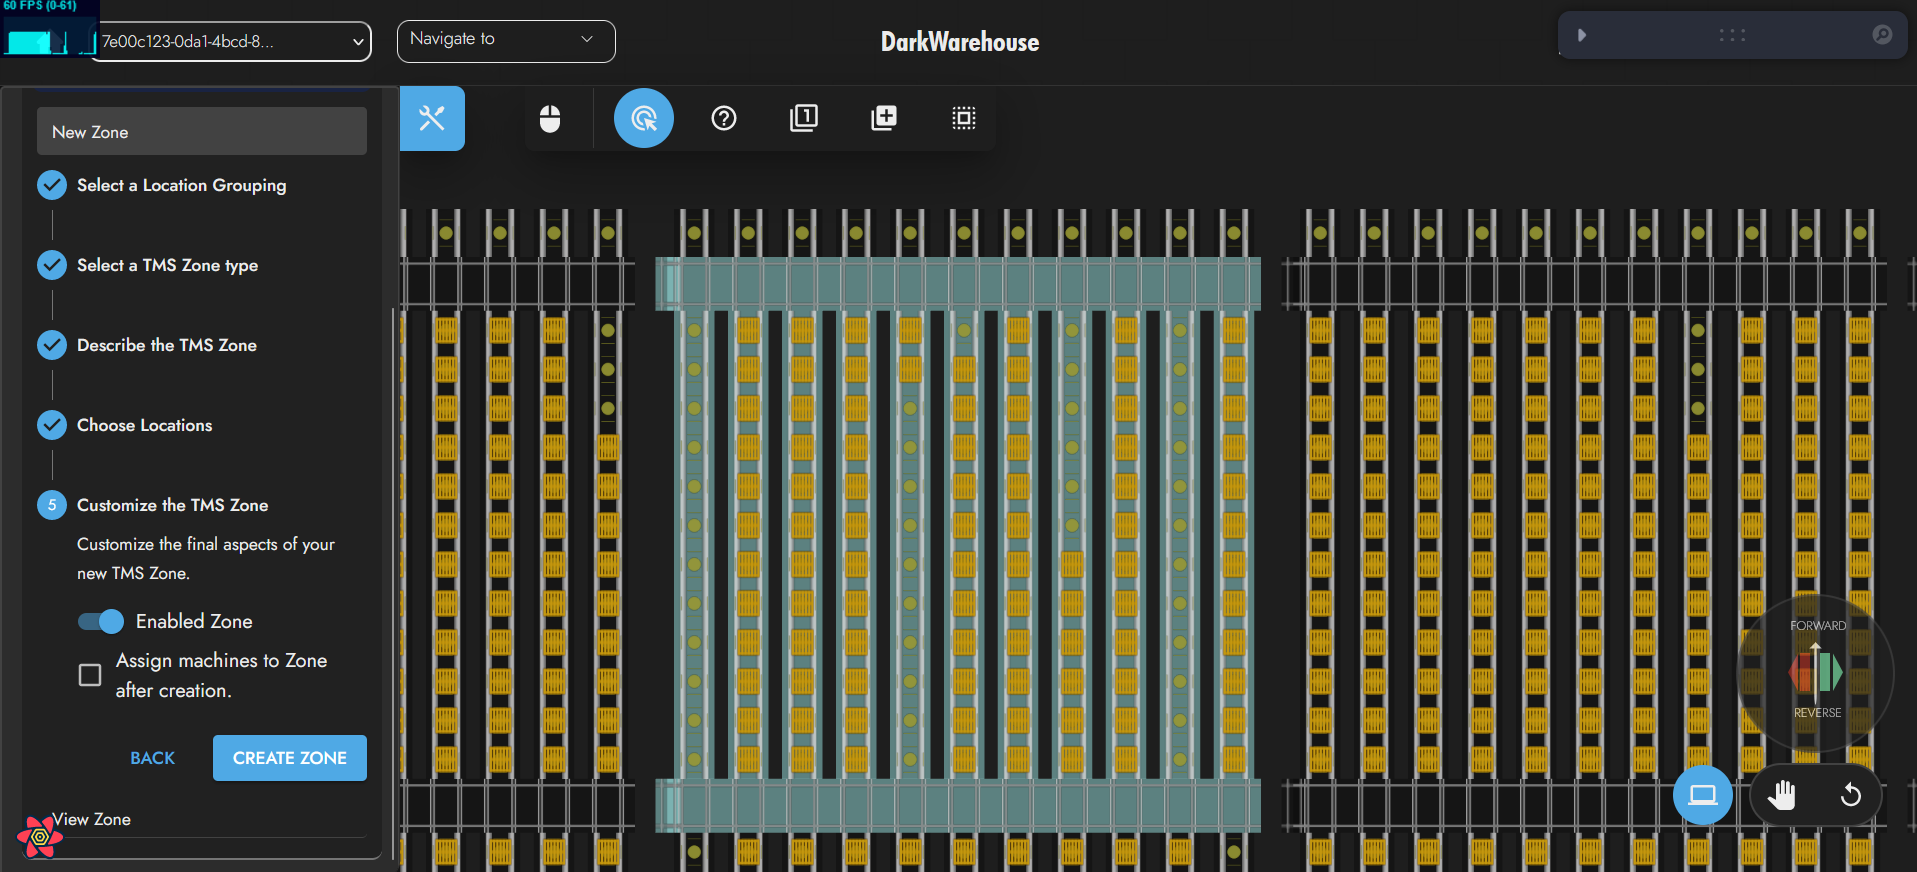 60 FPS (0-61)
7e00c123-0da1-4bcd-8...
Navigate to
DarkWarehouse
New Zone
1
Select a Location Grouping
Select a TMS Zone type
Describe the TMS Zone
Choose Locations
5
Customize the TMS Zone
Customize the final aspects of your
new TMS Zone.
Enabled Zone
Assign machines to Zone
after creation.
BACK
CREATE ZONE
View Zone
FORWARD
REVERSE